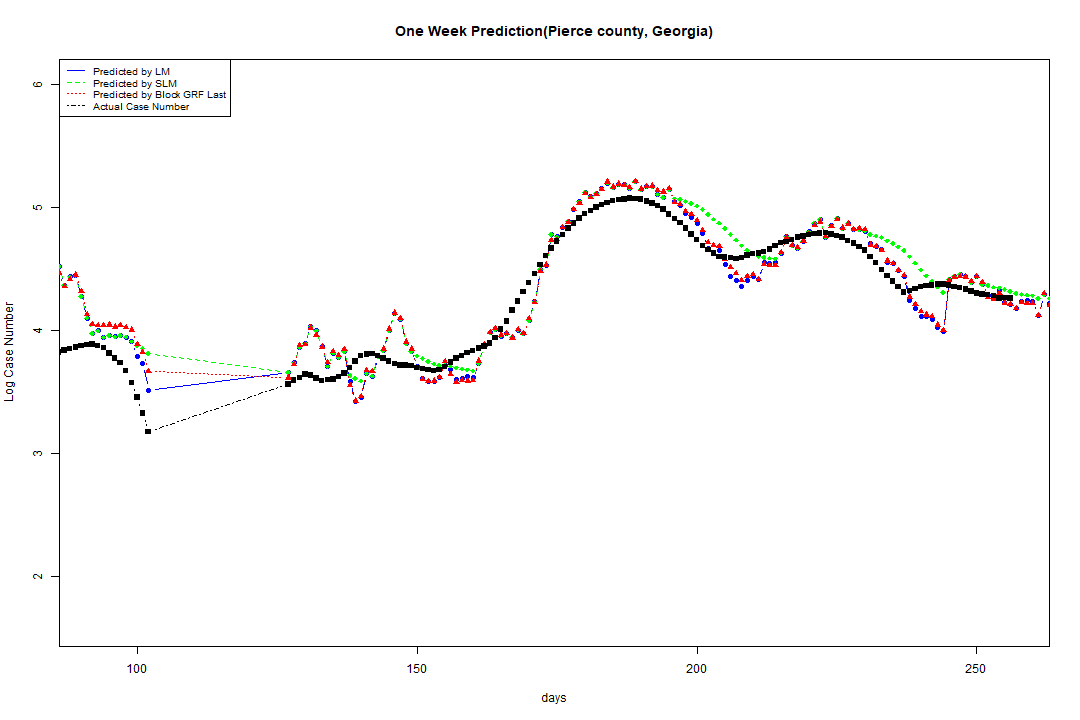 One Week Prediction(Pierce county, Georgia)
Predicted by LM
Predicted by SLM
Predicted by Block GRF Last
Actual Case Number
6
5
4
3
2
Log Case Number
100 150 200 250
days